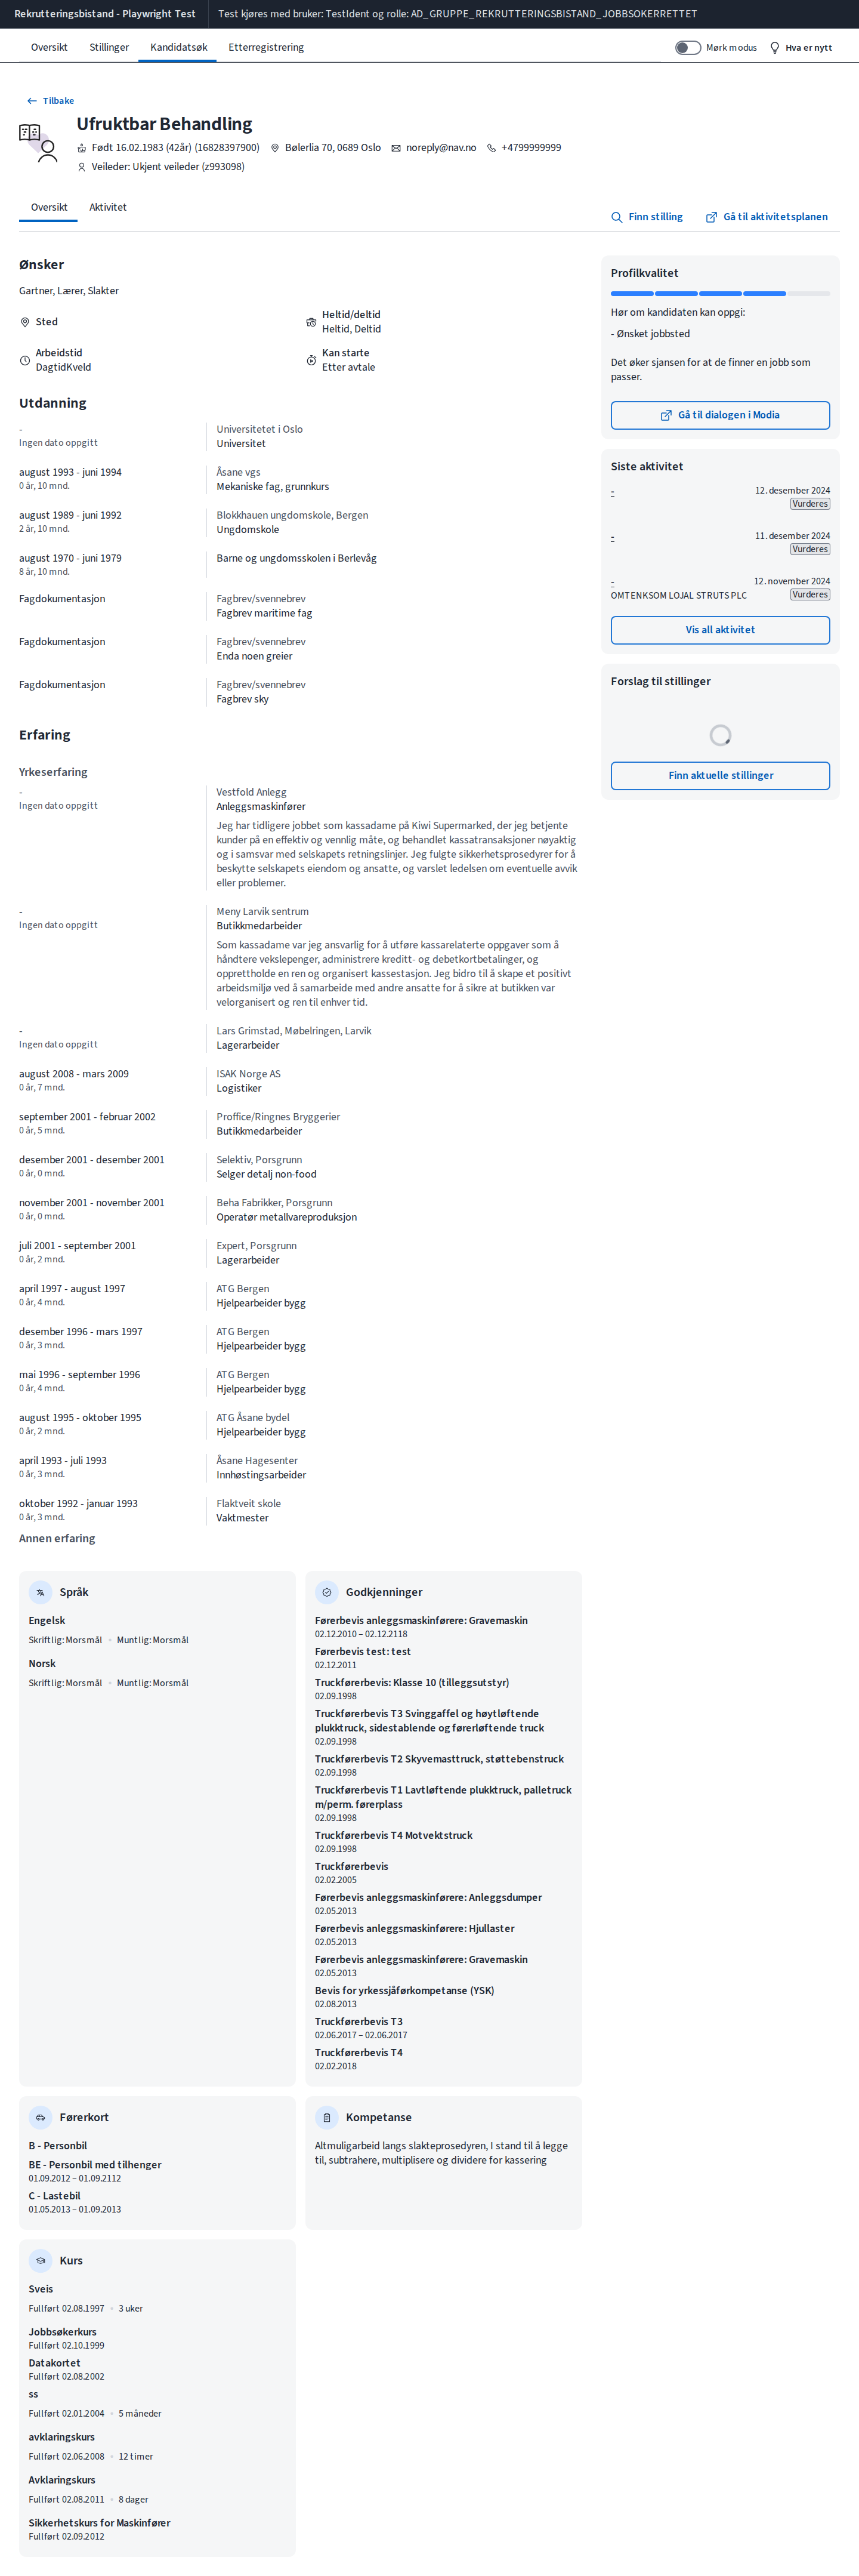 Rekrutteringsbistand - Playwright Test
Test kjøres med bruker: TestIdent og rolle: AD_GRUPPE_REKRUTTERINGSBISTAND_JOBBSOKERRETTET
Oversikt
Stillinger
Kandidatsøk
Etterregistrering
Mørk modus
Hva er nytt
Tilbake
Ufruktbar Behandling
Født 16.02.1983 (42år) (16828397900)
Bølerlia 70, 0689 Oslo
noreply@nav.no
+4799999999
Veileder: Ukjent veileder (z993098)
Oversikt
Aktivitet
Finn stilling
Gå til aktivitetsplanen
Ønsker
Gartner, Lærer, Slakter
Sted
Heltid/deltid
Heltid, Deltid
Arbeidstid
DagtidKveld
Kan starte
Etter avtale
Utdanning
-
Ingen dato oppgitt
Universitetet i Oslo
Universitet
august 1993 - juni 1994
0 år, 10 mnd.
Åsane vgs
Mekaniske fag, grunnkurs
august 1989 - juni 1992
2 år, 10 mnd.
Blokkhauen ungdomskole, Bergen
Ungdomskole
august 1970 - juni 1979
8 år, 10 mnd.
Barne og ungdomsskolen i Berlevåg
Fagdokumentasjon
Fagbrev/svennebrev
Fagbrev maritime fag
Fagdokumentasjon
Fagbrev/svennebrev
Enda noen greier
Fagdokumentasjon
Fagbrev/svennebrev
Fagbrev sky
Erfaring
Yrkeserfaring
-
Ingen dato oppgitt
Vestfold Anlegg
Anleggsmaskinfører
Jeg har tidligere jobbet som kassadame på Kiwi Supermarked, der jeg betjente
kunder på en effektiv og vennlig måte, og behandlet kassatransaksjoner nøyaktig
og i samsvar med selskapets retningslinjer. Jeg fulgte sikkerhetsprosedyrer for å
beskytte selskapets eiendom og ansatte, og varslet ledelsen om eventuelle avvik
eller problemer.
-
Ingen dato oppgitt
Meny Larvik sentrum
Butikkmedarbeider
Som kassadame var jeg ansvarlig for å utføre kassarelaterte oppgaver som å
håndtere vekslepenger, administrere kreditt- og debetkortbetalinger, og
opprettholde en ren og organisert kassestasjon. Jeg bidro til å skape et positivt
arbeidsmiljø ved å samarbeide med andre ansatte for å sikre at butikken var
velorganisert og ren til enhver tid.
-
Ingen dato oppgitt
Lars Grimstad, Møbelringen, Larvik
Lagerarbeider
august 2008 - mars 2009
0 år, 7 mnd.
ISAK Norge AS
Logistiker
september 2001 - februar 2002
0 år, 5 mnd.
Proffice/Ringnes Bryggerier
Butikkmedarbeider
desember 2001 - desember 2001
0 år, 0 mnd.
Selektiv, Porsgrunn
Selger detalj non-food
november 2001 - november 2001
0 år, 0 mnd.
Beha Fabrikker, Porsgrunn
Operatør metallvareproduksjon
juli 2001 - september 2001
0 år, 2 mnd.
Expert, Porsgrunn
Lagerarbeider
april 1997 - august 1997
0 år, 4 mnd.
ATG Bergen
Hjelpearbeider bygg
desember 1996 - mars 1997
0 år, 3 mnd.
ATG Bergen
Hjelpearbeider bygg
mai 1996 - september 1996
0 år, 4 mnd.
ATG Bergen
Hjelpearbeider bygg
august 1995 - oktober 1995
0 år, 2 mnd.
ATG Åsane bydel
Hjelpearbeider bygg
april 1993 - juli 1993
0 år, 3 mnd.
Åsane Hagesenter
Innhøstingsarbeider
oktober 1992 - januar 1993
0 år, 3 mnd.
Flaktveit skole
Vaktmester
Annen erfaring
Språk
Engelsk
Skriftlig: Morsmål • Muntlig: Morsmål
Norsk
Skriftlig: Morsmål • Muntlig: Morsmål
Godkjenninger
Førerbevis anleggsmaskinførere: Gravemaskin
02.12.2010 – 02.12.2118
Førerbevis test: test
02.12.2011
Truckførerbevis: Klasse 10 (tilleggsutstyr)
02.09.1998
Truckførerbevis T3 Svinggaffel og høytløftende
plukktruck, sidestablende og førerløftende truck
02.09.1998
Truckførerbevis T2 Skyvemasttruck, støttebenstruck
02.09.1998
Truckførerbevis T1 Lavtløftende plukktruck, palletruck
m/perm. førerplass
02.09.1998
Truckførerbevis T4 Motvektstruck
02.09.1998
Truckførerbevis
02.02.2005
Førerbevis anleggsmaskinførere: Anleggsdumper
02.05.2013
Førerbevis anleggsmaskinførere: Hjullaster
02.05.2013
Førerbevis anleggsmaskinførere: Gravemaskin
02.05.2013
Bevis for yrkessjåførkompetanse (YSK)
02.08.2013
Truckførerbevis T3
02.06.2017 – 02.06.2017
Truckførerbevis T4
02.02.2018
Førerkort
B - Personbil
BE - Personbil med tilhenger
01.09.2012 – 01.09.2112
C - Lastebil
01.05.2013 – 01.09.2013
Kompetanse
Altmuligarbeid langs slakteprosedyren, I stand til å legge
til, subtrahere, multiplisere og dividere for kassering
Kurs
Sveis
Fullført 02.08.1997 • 3 uker
Jobbsøkerkurs
Fullført 02.10.1999
Datakortet
Fullført 02.08.2002
ss
Fullført 02.01.2004 • 5 måneder
avklaringskurs
Fullført 02.06.2008 • 12 timer
Avklaringskurs
Fullført 02.08.2011 • 8 dager
Sikkerhetskurs for Maskinfører
Fullført 02.09.2012
Profilkvalitet
Hør om kandidaten kan oppgi:
- Ønsket jobbsted
Det øker sjansen for at de finner en jobb som
passer.
Gå til dialogen i Modia
Siste aktivitet
-
12. desember 2024
Vurderes
-
11. desember 2024
Vurderes
-
12. november 2024
OMTENKSOM LOJAL STRUTS PLC
Vurderes
Vis all aktivitet
Forslag til stillinger
Finn aktuelle stillinger